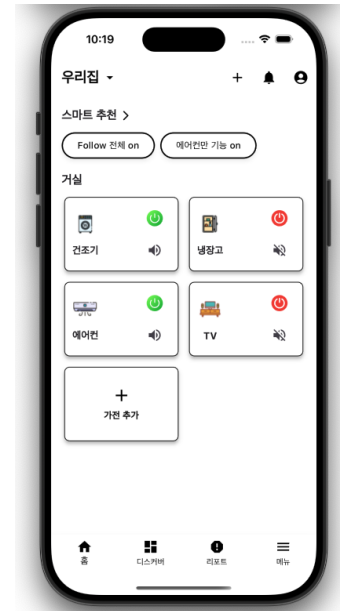 10:19
우리집
스마트 추천 >
Follow 전체 on
에어컨만 기능 on
거실
건조기
냉장고
에어컨
TV
+
가전 추가
홈
디스커버
리포트
메뉴